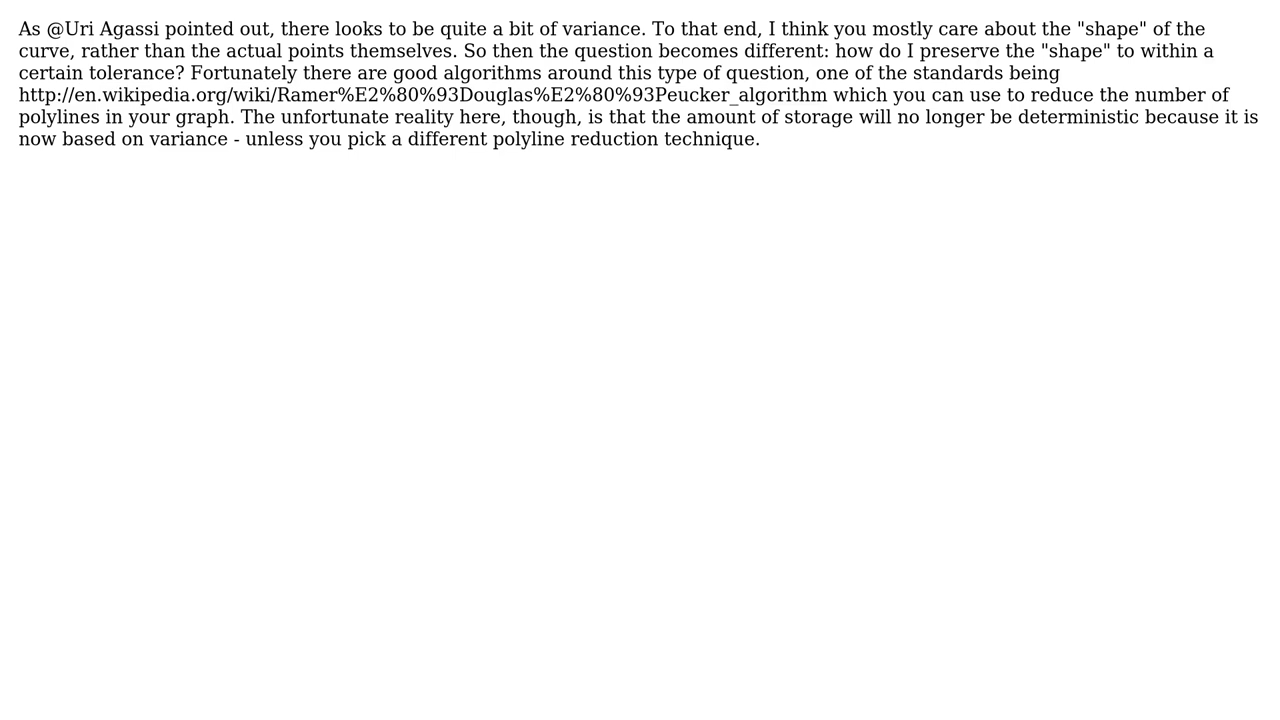 As @Uri Agassi pointed out, there looks to be quite a bit of variance. To that end, I think you mostly care about the "shape" of the
curve, rather than the actual points themselves. So then the question becomes different: how do I preserve the "shape" to within a
certain tolerance? Fortunately there are good algorithms around this type of question, one of the standards being
http://en.wikipedia.org/wiki/Ramer%E2%80%93Douglas%E2%80%93Peucker_algorithm which you can use to reduce the number of
polylines in your graph. The unfortunate reality here, though, is that the amount of storage will no longer be deterministic because it is
now based on variance - unless you pick a different polyline reduction technique.